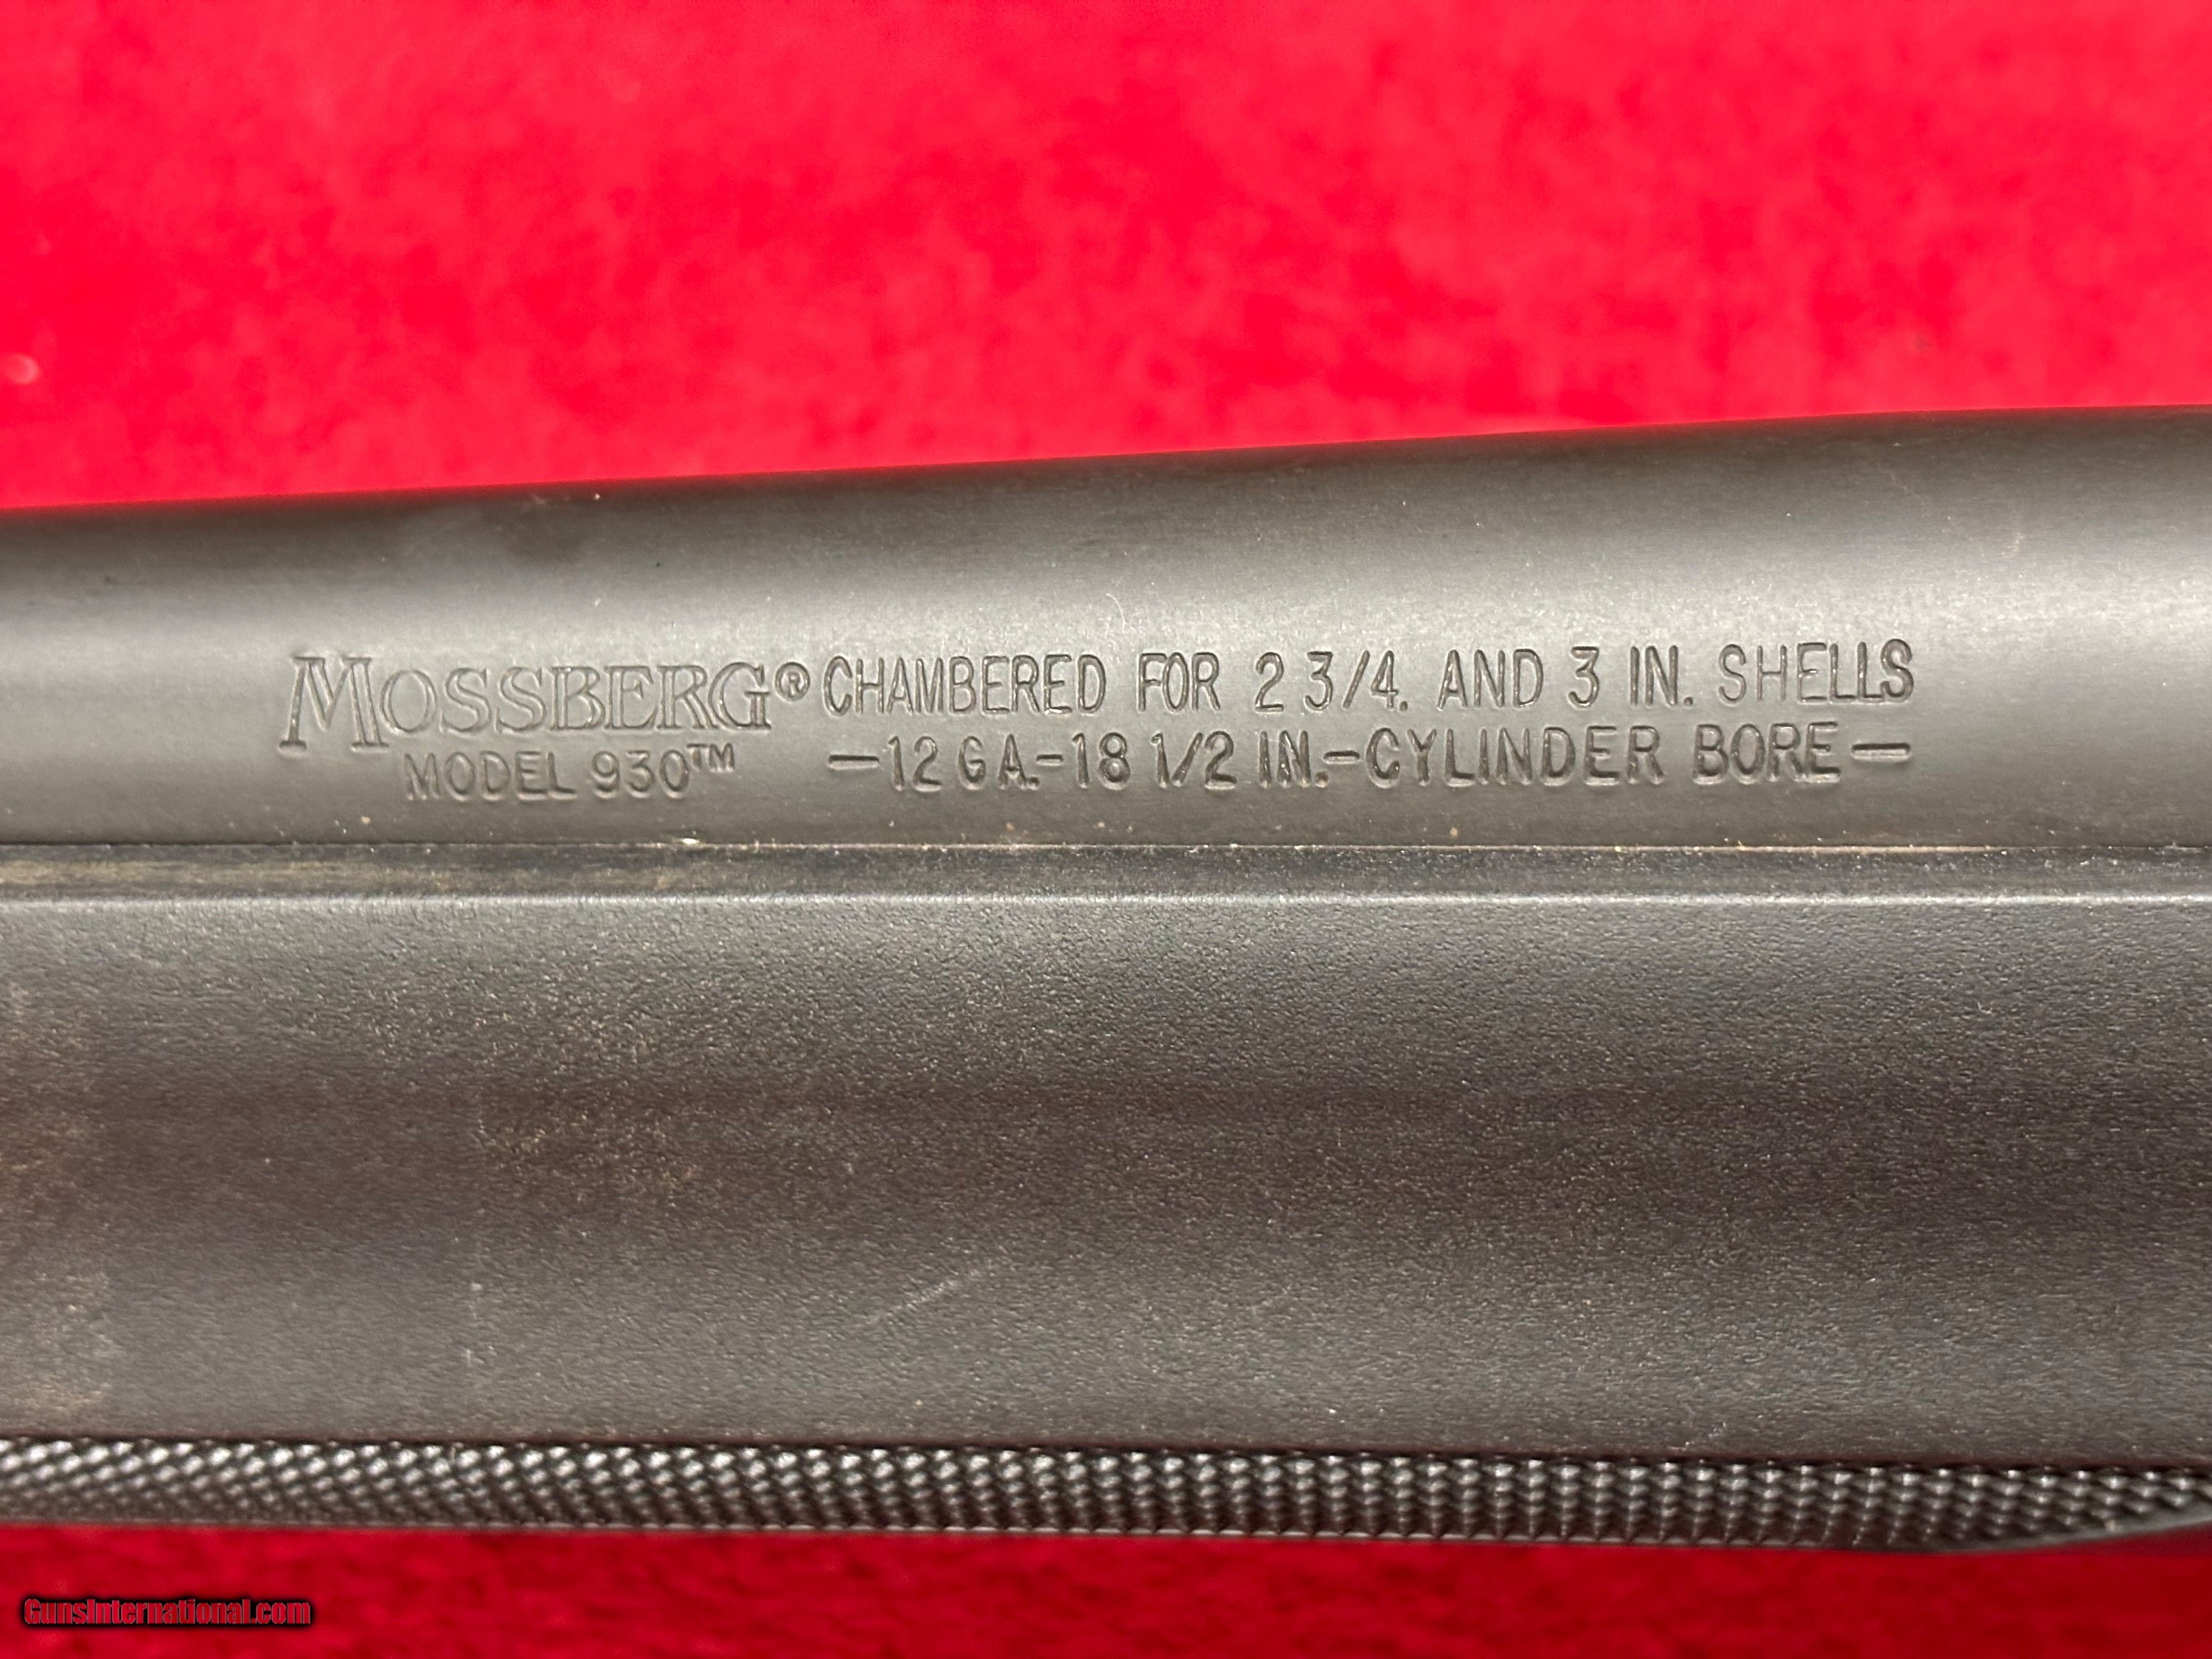 MOSSBERG® CHAMBERED FOR 2 3/4. AND 3 IN. SHELLS
MODEL 930™ —12 GA.-18 1/2 IN.-CYLINDER BORE—
GunsInternational.com